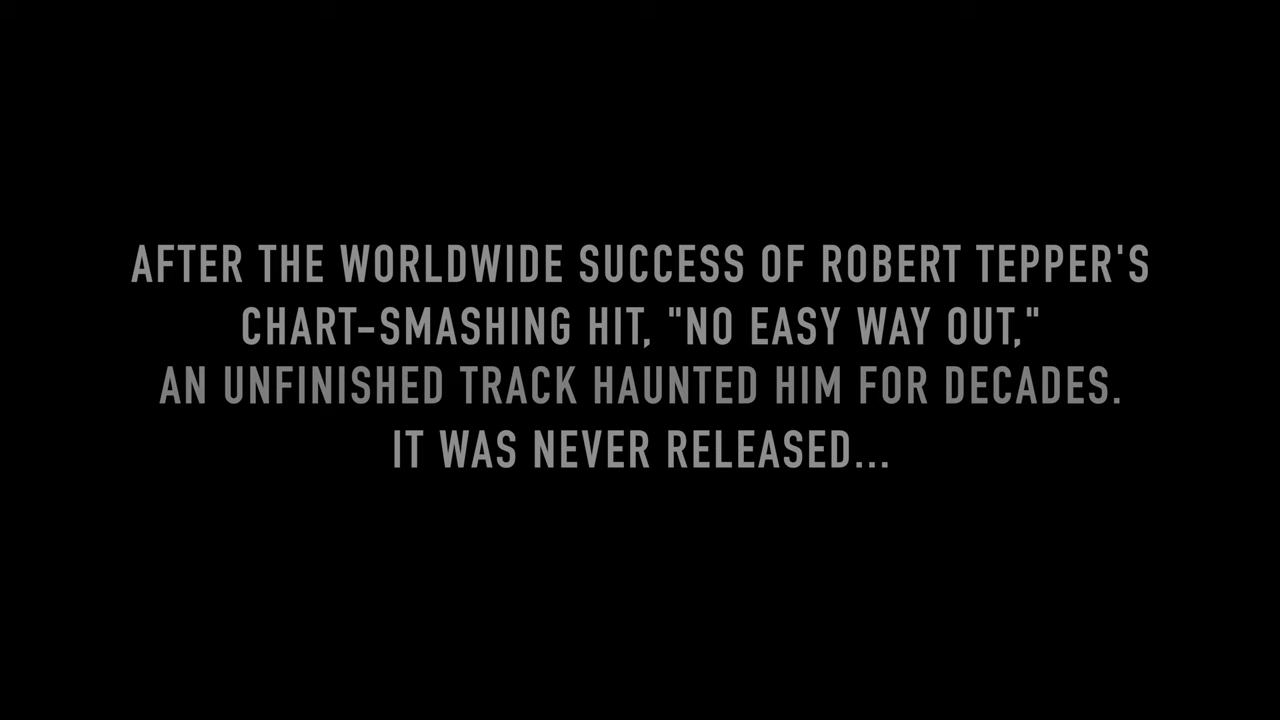 AFTER THE WORLDWIDE SUCCESS OF ROBERT TEPPER'S
CHART-SMASHING HIT, "NO EASY WAY OUT,"
AN UNFINISHED TRACK HAUNTED HIM FOR DECADES.
IT WAS NEVER RELEASED...